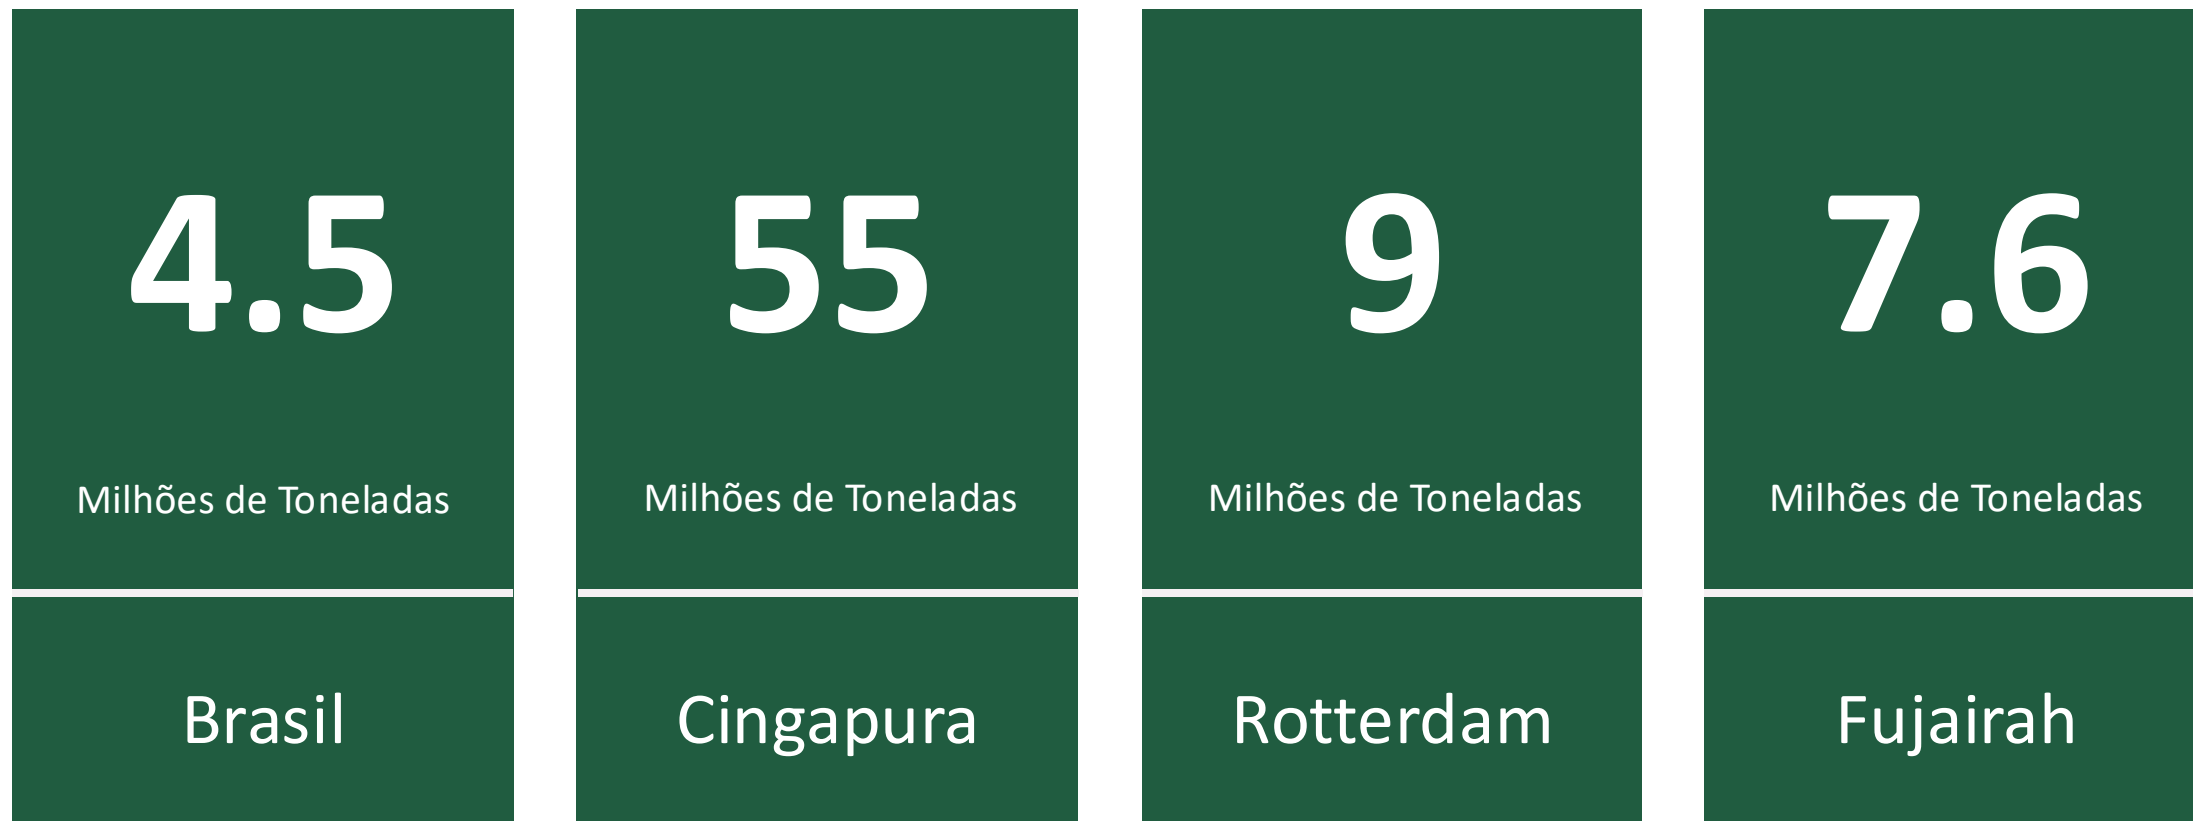 4.5
Milhões de Toneladas
Brasil
55
Milhões de Toneladas
Cingapura
9
Milhões de Toneladas
Rotterdam
7.6
Milhões de Toneladas
Fujairah